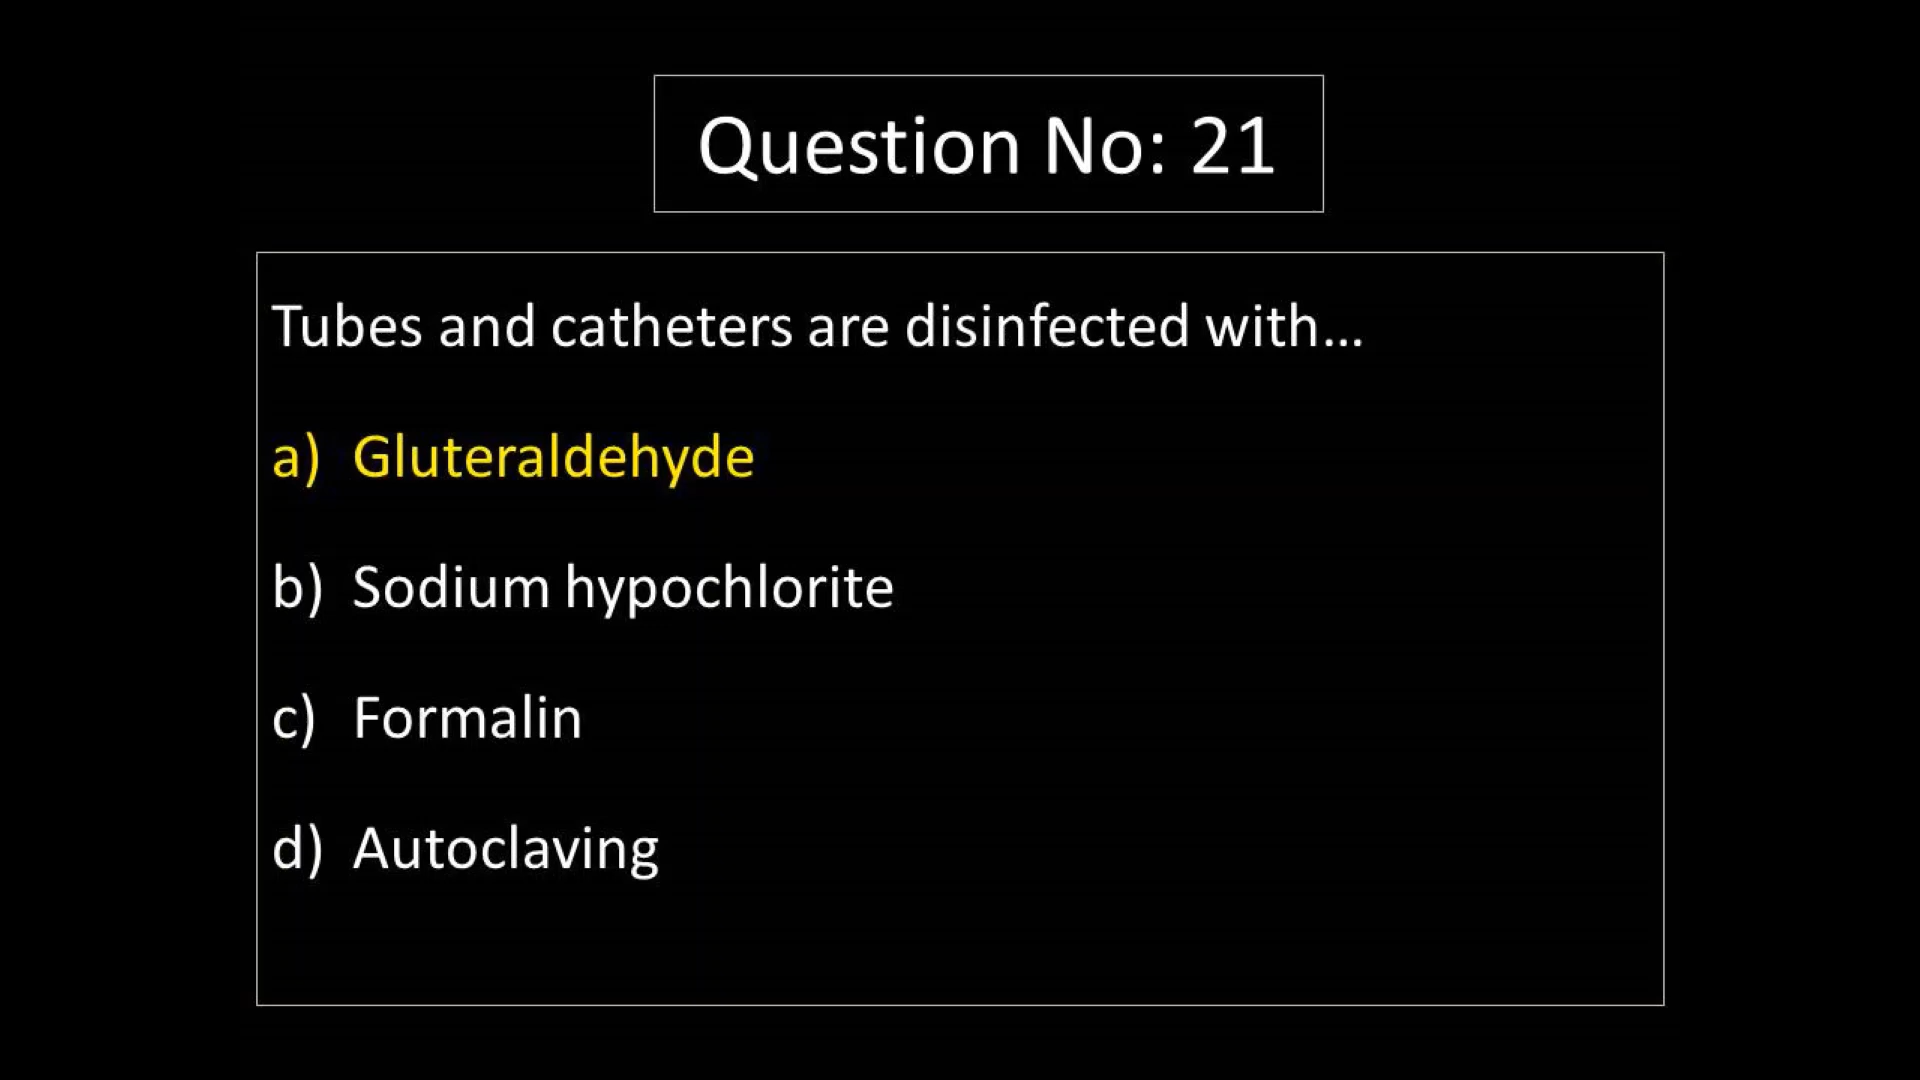 Question No: 21
Tubes and catheters are disinfected with...
a) Gluteraldehyde
b) Sodium hypochlorite
c) Formalin
d) Autoclaving